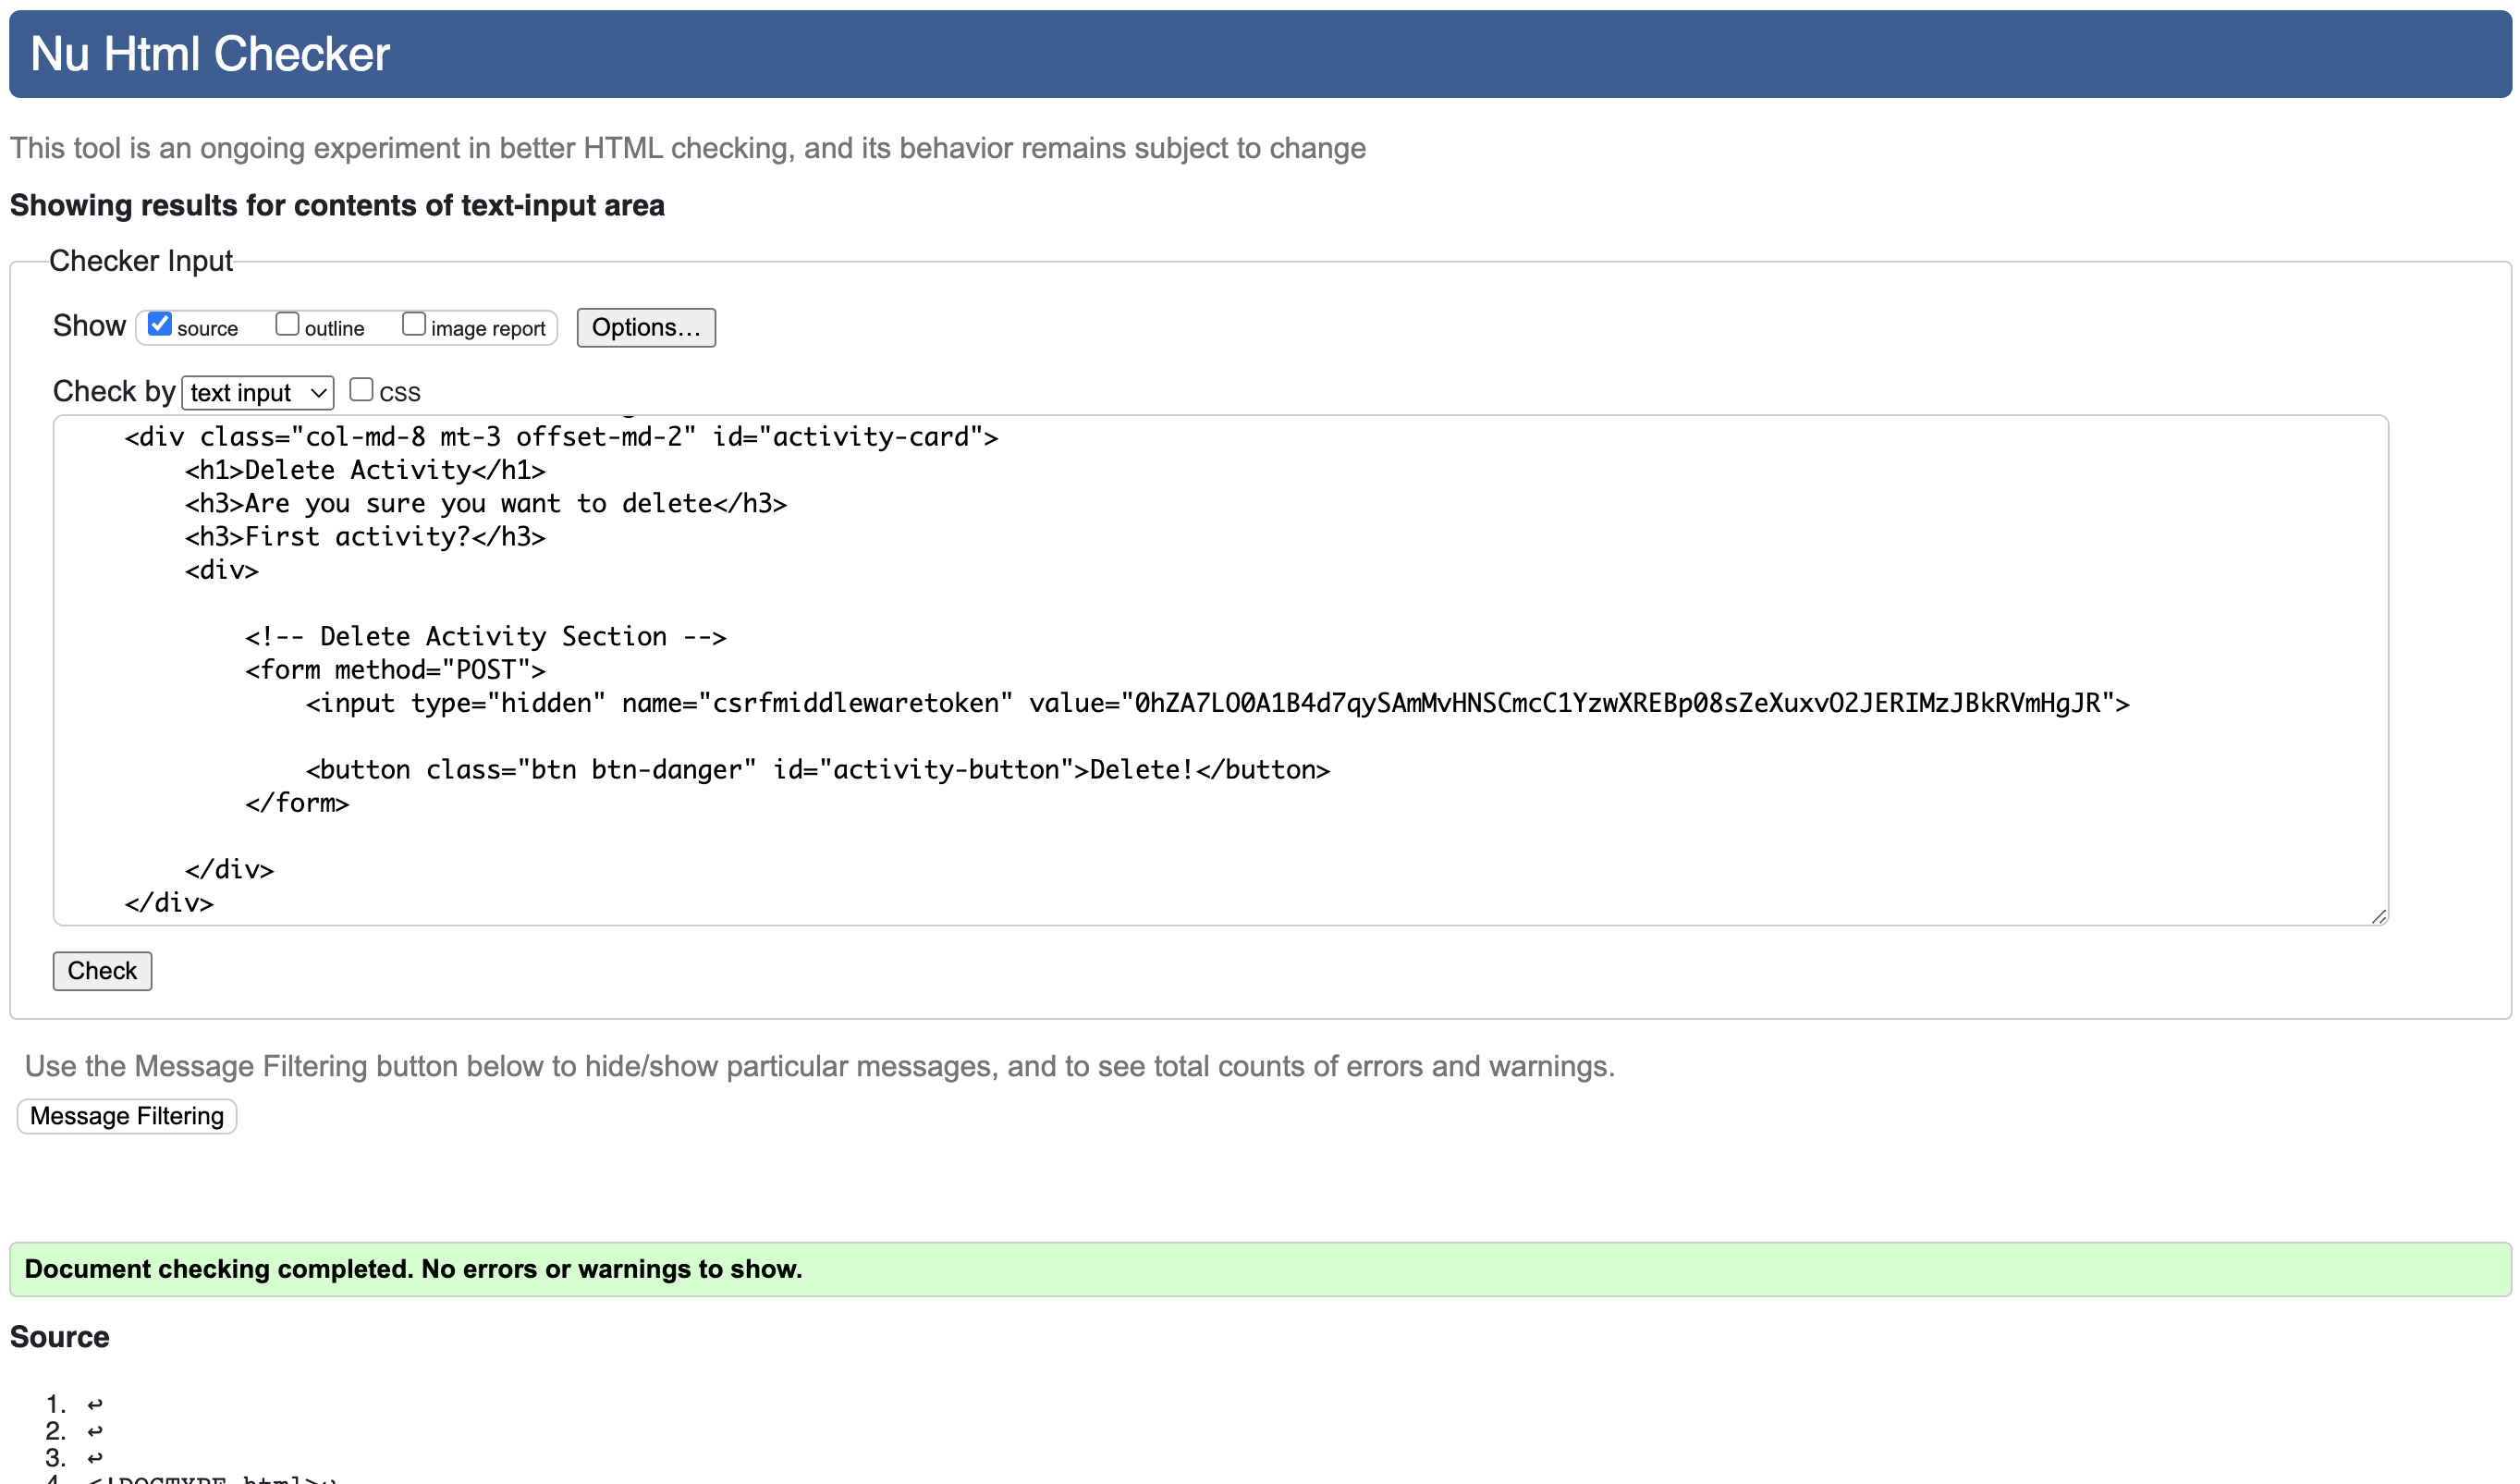 Nu Html Checker
This tool is an ongoing experiment in better HTML checking, and its behavior remains subject to change
Showing results for contents of text-input area
Checker Input
Show source outline image report Options...
Check by text input CSS
<div class="col-md-8 mt-3 offset-md-2" id="activity-card">
<h1>Delete Activity</h1>
<h3>Are you sure you want to delete</h3>
<h3>First activity?</h3>
<div>
<!-- Delete Activity Section -->
<form method="POST">
<input type="hidden" name="csrfmiddlewaretoken" value="0hZA7LO0A1B4d7qySAmMvHNSCmcC1YzwXREBp08sZeXuxvO2JERIMzJBkRVmHgJR">
<button class="btn btn-danger" id="activity-button">Delete!</button>
</form>
</div>
</div>
Check
Use the Message Filtering button below to hide/show particular messages, and to see total counts of errors and warnings.
Message Filtering
Document checking completed. No errors or warnings to show.
Source
1. ↩
2. ↩
3. ↩
4. <!DOCTYPE html>↩